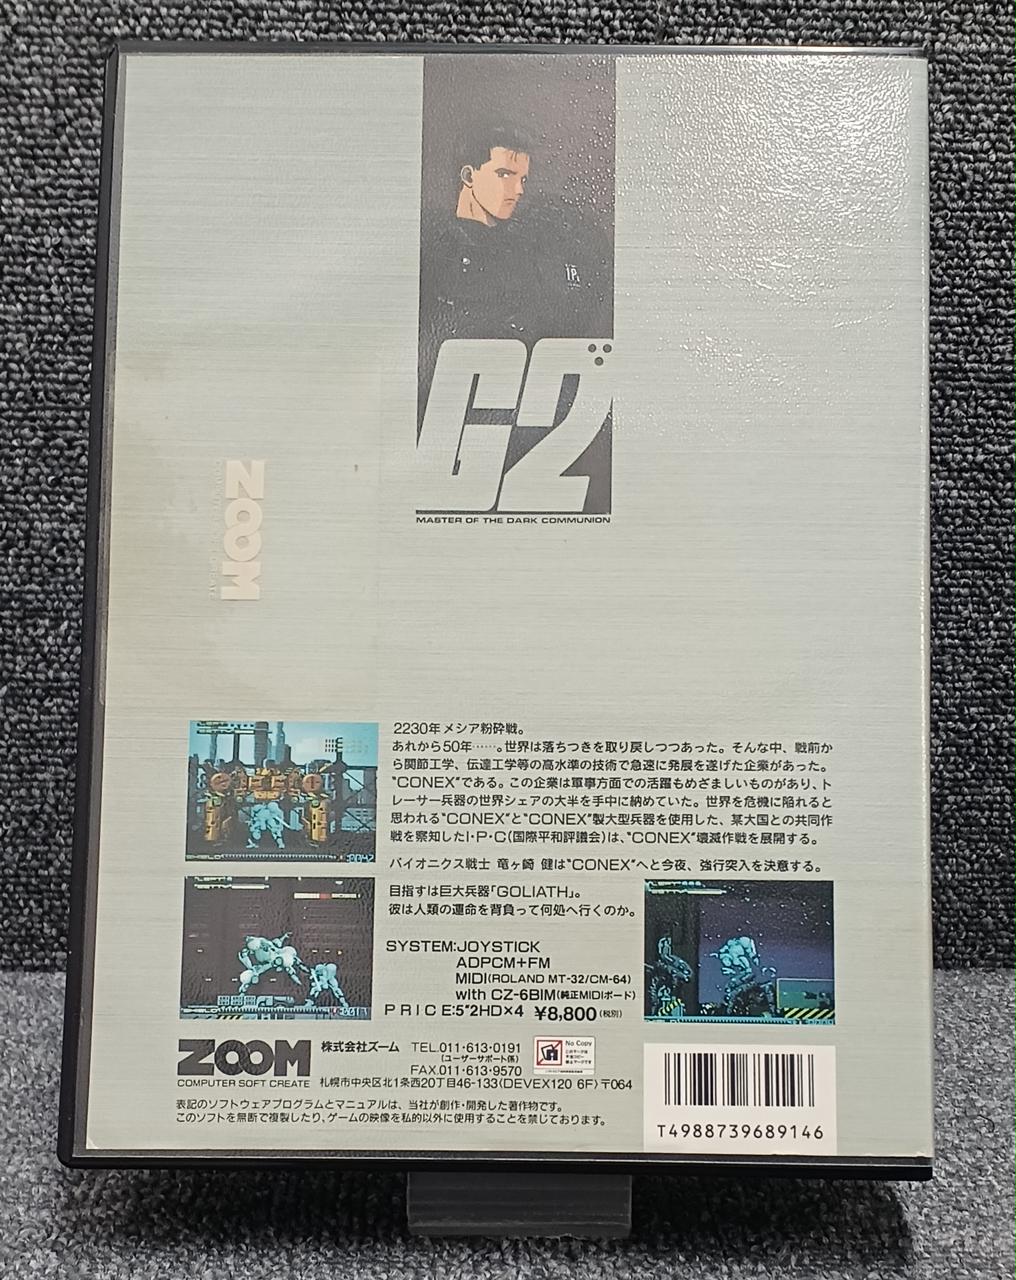 I.P.
G2
MASTER OF THE DARK COMMUNION
ZOOM
2230年メシア粉砕戦。
あれから50年……。世界は落ちつきを取り戻しつつあった。そんな中、戦前か
ら関節工学、伝達工学等の高水準の技術で急速に発展を遂げた企業があった。
"CONEX"である。この企業は軍事方面での活躍もめざましいものがあり、ト
レーサー兵器の世界シェアの大半を手中に納めていた。世界を危機に陥れると
思われる"CONEX"と"CONEX"製大型兵器を使用した、某大国との共同作
戦を察知したI・P・C(国際平和評議会)は、"CONEX"壊滅作戦を展開する。
バイオニクス戦士 竜ヶ崎 健は"CONEX"へと今夜、強行突入を決意する。
目指すは巨大兵器「GOLIATH」。
彼は人類の運命を背負って何処へ行くのか。
SYSTEM:JOYSTICK
ADPCM+FM
MIDI(ROLAND MT-32/CM-64)
with CZ-6BIM(純正MIDIボード)
PRICE:5"2HD×4 ¥8,800(税別)
ZOOM
COMPUTER SOFT CREATE
株式会社ズーム TEL.011-613-0191
(ユーザーサポート係)
FAX.011-613-9570
札幌市中央区北1条西20丁目46-133(DEVEX120 6F)〒064
No Copy
表記のソフトウェアプログラムとマニュアルは、当社が創作・開発した著作物です。
このソフトを無断で複製したり、ゲームの映像を私的以外に使用することを禁じております。
T4988739689146